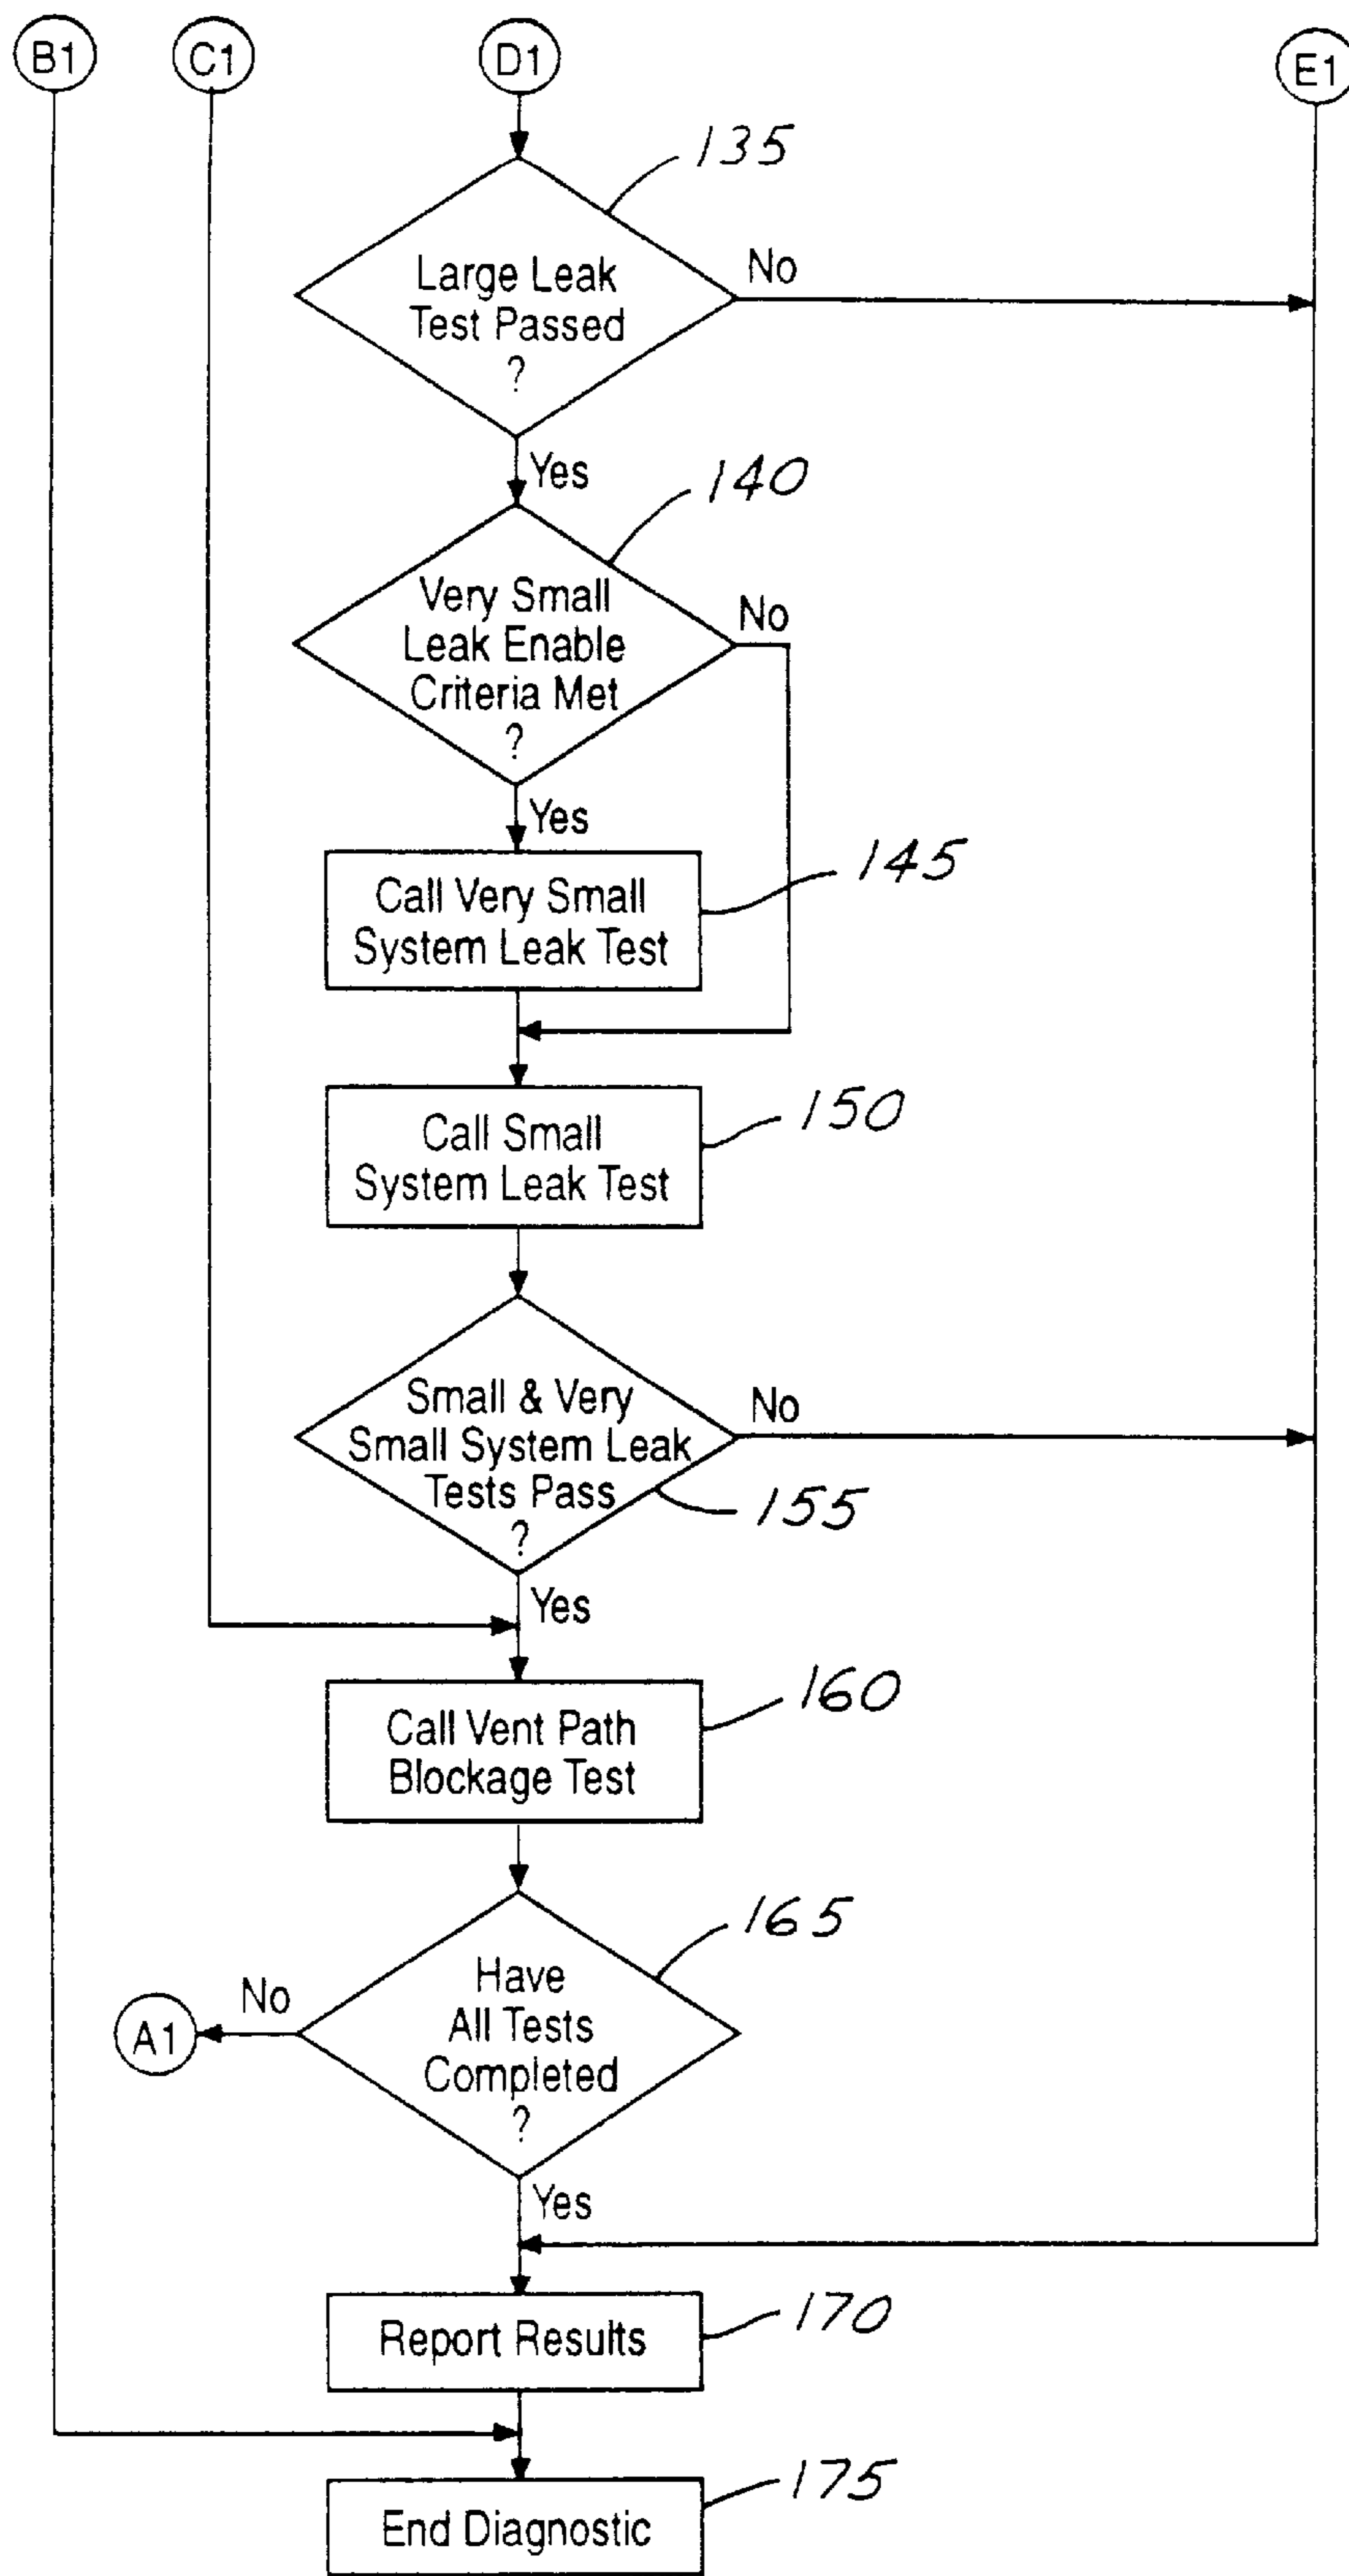 B1
C1
D1
E1
135
Large Leak
Test Passed
?
No
Yes
140
Very Small
Leak Enable
Criteria Met
?
No
Yes
145
Call Very Small
System Leak Test
150
Call Small
System Leak Test
Small & Very
Small System Leak
Tests Pass
?
No
155
Yes
160
Call Vent Path
Blockage Test
165
Have
All Tests
Completed
?
No
A1
Yes
170
Report Results
175
End Diagnostic